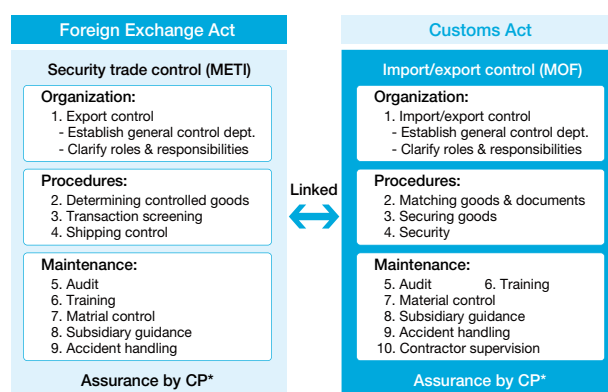 Foreign Exchange Act
Security trade control (METI)
Organization:
1. Export control
- Establish general control dept.
- Clarify roles & responsibilities
Procedures:
2. Determining controlled goods
3. Transaction screening
4. Shipping control
Maintenance:
5. Audit
6. Training
7. Matrial control
8. Subsidiary guidance
9. Accident handling
Assurance by CP*
Linked
Customs Act
Import/export control (MOF)
Organization:
1. Import/export control
- Establish general control dept.
- Clarify roles & responsibilities
Procedures:
2. Matching goods & documents
3. Securing goods
4. Security
Maintenance:
5. Audit 6. Training
7. Material control
8. Subsidiary guidance
9. Accident handling
10. Contractor supervision
Assurance by CP*